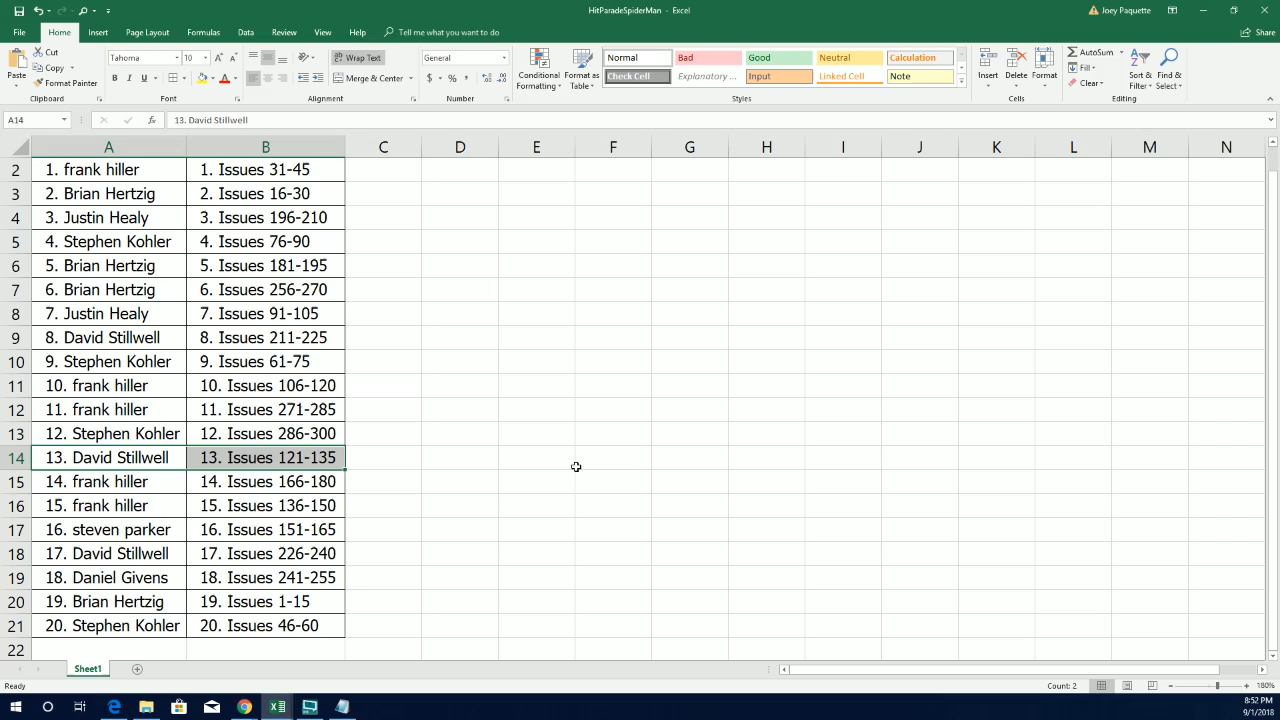 HitParadeSpiderMan - Excel
Joey Paquette
File Home Insert Page Layout Formulas Data Review View Help Tell me what you want to do Share
Paste Cut Copy Format Painter Clipboard
Tahoma 10 A A B I U A Font
Wrap Text Merge & Center Alignment
General $ % , Number
Conditional Formatting Format as Table
Normal Bad Good Neutral Calculation
Check Cell Explanatory ... Input Linked Cell Note
Styles
Insert Delete Format Cells
AutoSum Fill Clear Sort & Filter Find & Select Editing
A14 fx 13. David Stillwell
A B C D E F G H I J K L M N
2 1. frank hiller 1. Issues 31-45
3 2. Brian Hertzig 2. Issues 16-30
4 3. Justin Healy 3. Issues 196-210
5 4. Stephen Kohler 4. Issues 76-90
6 5. Brian Hertzig 5. Issues 181-195
7 6. Brian Hertzig 6. Issues 256-270
8 7. Justin Healy 7. Issues 91-105
9 8. David Stillwell 8. Issues 211-225
10 9. Stephen Kohler 9. Issues 61-75
11 10. frank hiller 10. Issues 106-120
12 11. frank hiller 11. Issues 271-285
13 12. Stephen Kohler 12. Issues 286-300
14 13. David Stillwell 13. Issues 121-135
15 14. frank hiller 14. Issues 166-180
16 15. frank hiller 15. Issues 136-150
17 16. steven parker 16. Issues 151-165
18 17. David Stillwell 17. Issues 226-240
19 18. Daniel Givens 18. Issues 241-255
20 19. Brian Hertzig 19. Issues 1-15
21 20. Stephen Kohler 20. Issues 46-60
22
Sheet1
Ready Count: 2 180%
8:52 PM
9/1/2018